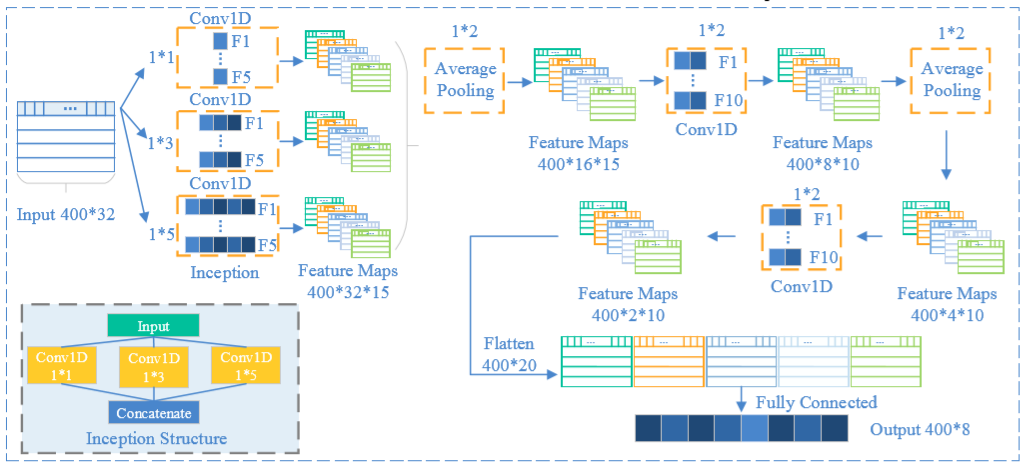 Conv1D
1*1
F1
F5
Conv1D
1*3
F1
F5
Conv1D
1*5
F1
F5
Inception
Input 400*32
Feature Maps
400*32*15
1*2
Average
Pooling
Feature Maps
400*16*15
1*2
F1
F10
Conv1D
Feature Maps
400*8*10
1*2
Average
Pooling
Feature Maps
400*4*10
1*2
F1
F10
Conv1D
Feature Maps
400*2*10
Flatten
400*20
Fully Connected
Output 400*8
Input
Conv1D
1*1
Conv1D
1*3
Conv1D
1*5
Concatenate
Inception Structure